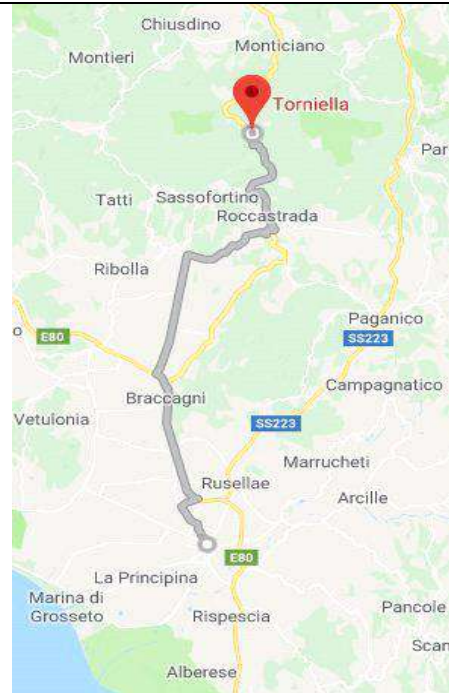 Chiusdino
Monticiano
Montieri
Torniella
Par
Sassofortino
Tatti
Roccastrada
Ribolla
Paganico
o
E80
SS223
Campagnatico
Braccagni
Vetulonia
SS223
Marrucheti
Rusellae
Arcille
E80
La Principina
Marina di
Grosseto
Rispescia
Pancole
Scan
Alberese